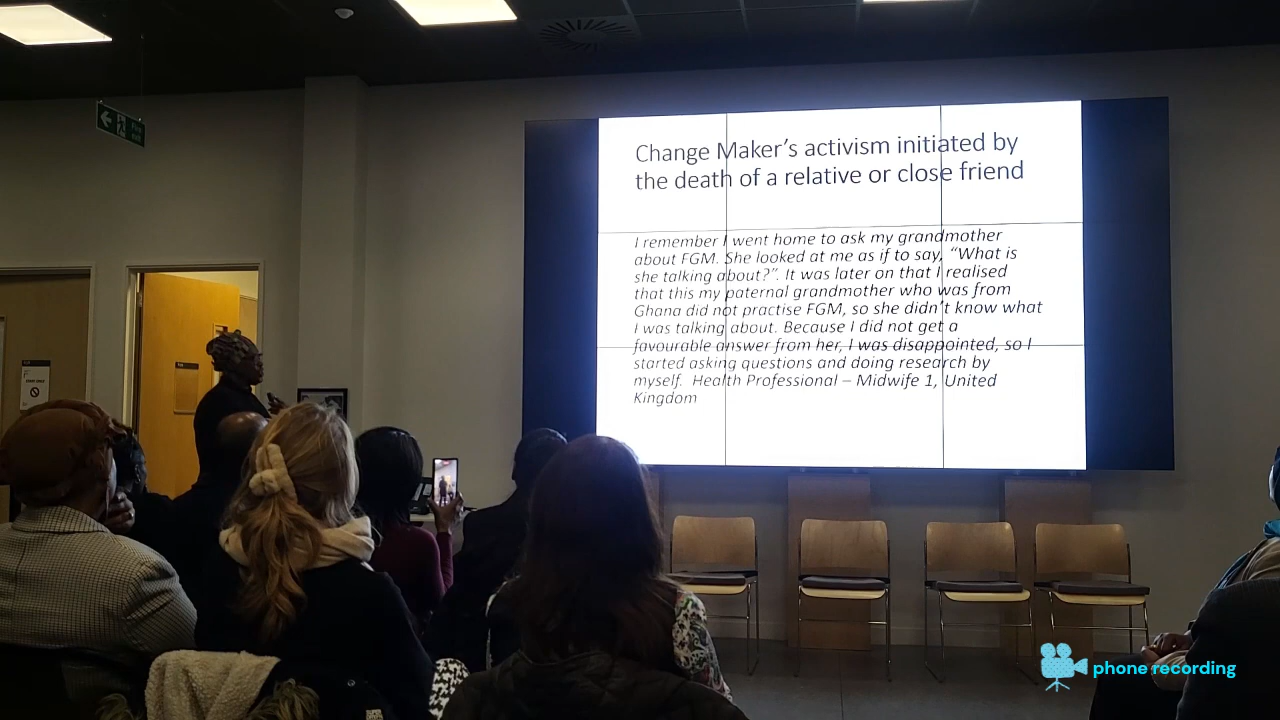 Change Maker's activism initiated by
the death of a relative or close friend
I remember I went home to ask my grandmother
about FGM. She looked at me as if to say, “What is
she talking about?”. It was later on that I realised
that this my paternal grandmother who was from
Ghana did not practise FGM, so she didn't know what
I was talking about. Because I did not get a
favourable answer from her, I was disappointed, so I
started asking questions and doing research by
myself.  Health Professional – Midwife 1, United
Kingdom
phone recording